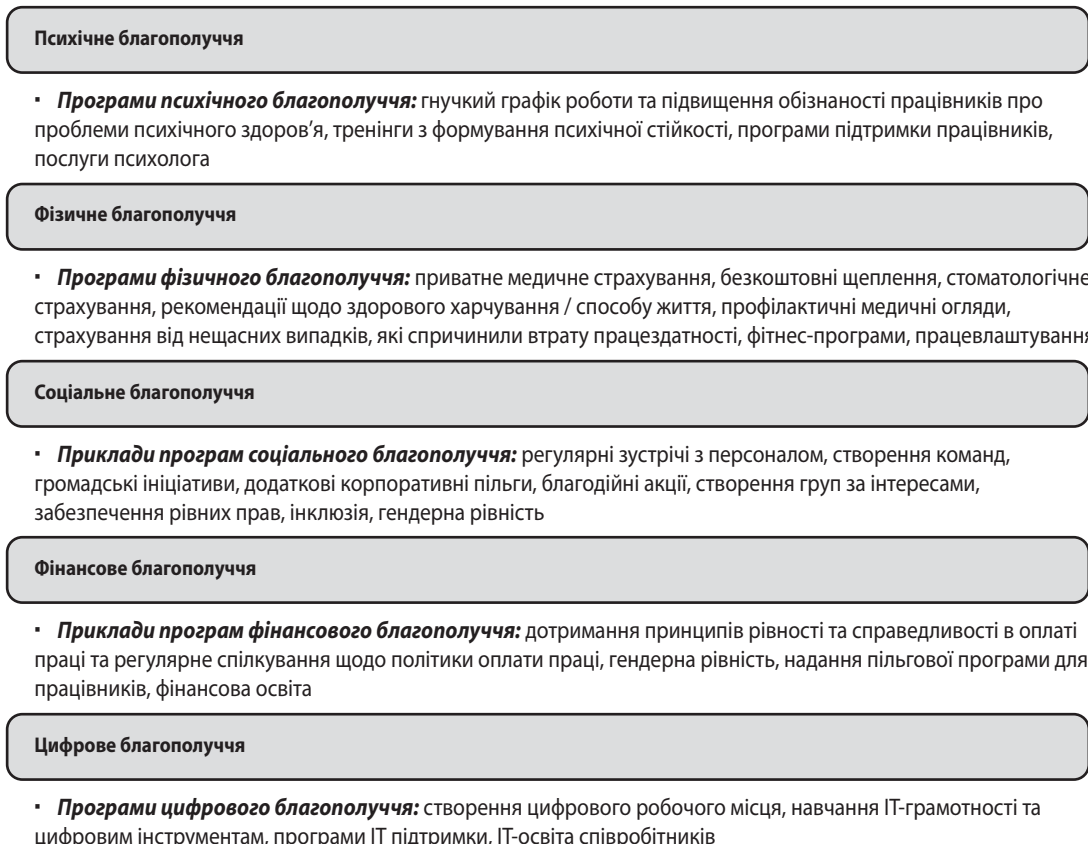 Психічне благополуччя
▪ Програми психічного благополуччя: гнучкий графік роботи та підвищення обізнаності працівників про
проблеми психічного здоров’я, тренінги з формування психічної стійкості, програми підтримки працівників,
послуги психолога
Фізичне благополуччя
▪ Програми фізичного благополуччя: приватне медичне страхування, безкоштовні щеплення, стоматологічне
страхування, рекомендації щодо здорового харчування / способу життя, профілактичні медичні огляди,
страхування від нещасних випадків, які спричинили втрату працездатності, фітнес-програми, працевлаштування
Соціальне благополуччя
▪ Приклади програм соціального благополуччя: регулярні зустрічі з персоналом, створення команд,
громадські ініціативи, додаткові корпоративні пільги, благодійні акції, створення груп за інтересами,
забезпечення рівних прав, інклюзія, гендерна рівність
Фінансове благополуччя
▪ Приклади програм фінансового благополуччя: дотримання принципів рівності та справедливості в оплаті
праці та регулярне спілкування щодо політики оплати праці, гендерна рівність, надання пільгової програми для
працівників, фінансова освіта
Цифрове благополуччя
▪ Програми цифрового благополуччя: створення цифрового робочого місця, навчання ІТ-грамотності та
цифровим інструментам, програми ІТ підтримки, ІТ-освіта співробітників